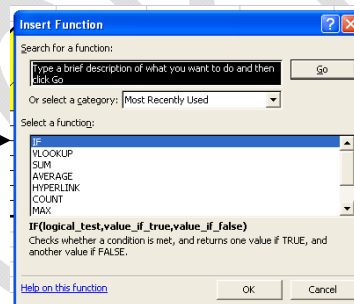 Insert Function
Search for a function:
Type a brief description of what you want to do and then
click Go
Go
Or select a category: Most Recently Used
Select a function:
IF
VLOOKUP
SUM
AVERAGE
HYPERLINK
COUNT
MAX
IF(logical_test,value_if_true,value_if_false)
Checks whether a condition is met, and returns one value if TRUE, and
another value if FALSE.
Help on this function
OK
Cancel